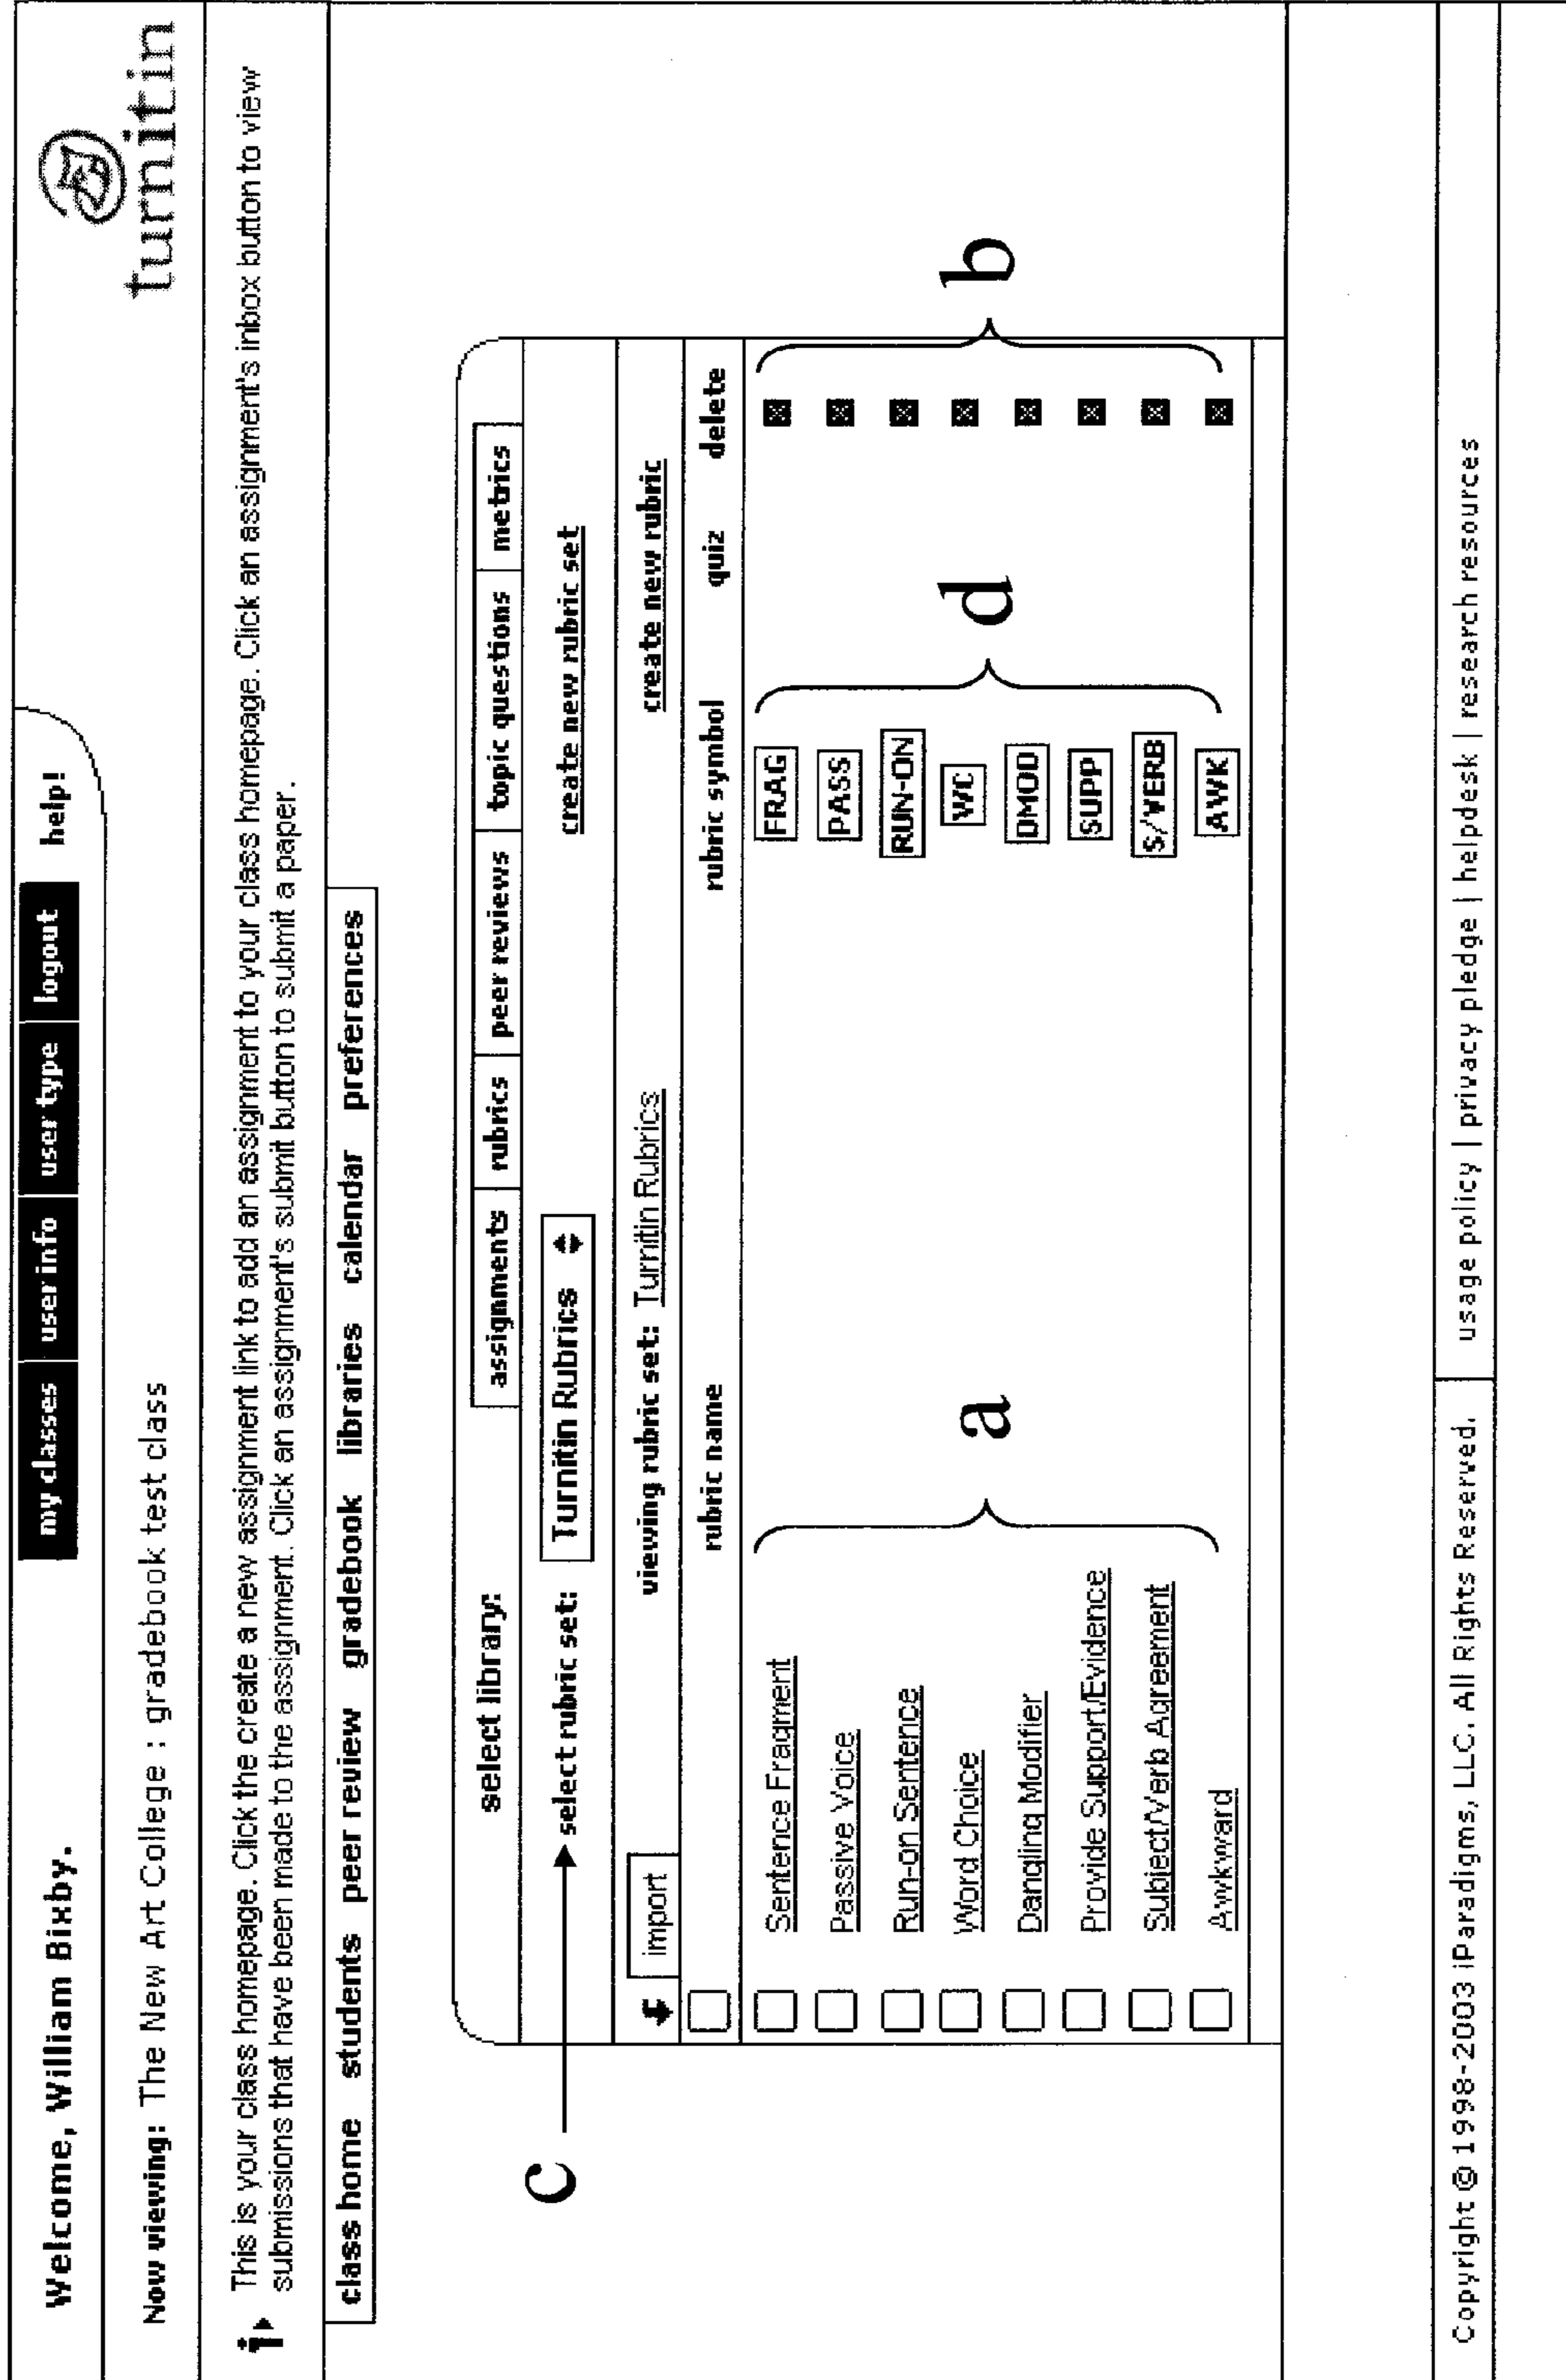 Welcome, William Bixby.
my classes user info user type logout help!
turnitin
Now viewing: The New Art College : gradebook test class
This is your class homepage. Click the create a new assignment link to add an assignment to your class homepage. Click an assignment's inbox button to view
submissions that have been made to the assignment. Click an assignment's submit button to submit a paper.
class home students peer review gradebook libraries calendar preferences
select library: assignments rubrics peer reviews topic questions metrics
c select rubric set: Turnitin Rubrics create new rubric set
import viewing rubric set: Turnitin Rubrics create new rubric
rubric name rubric symbol quiz delete
Sentence Fragment FRAG
Passive Voice PASS
Run-on Sentence RUN-ON
Word Choice WC
a d b
Dangling Modifier DMOD
Provide Support/Evidence SUPP
Subject/Verb Agreement S/VERB
Awkward AWK
Copyright © 1998-2003 iParadigms, LLC. All Rights Reserved. usage policy | privacy pledge | helpdesk | research resources